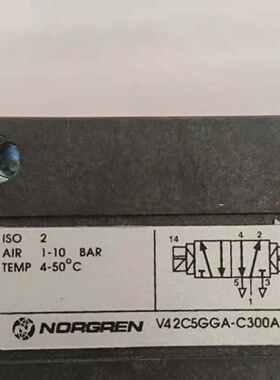 ISO 2
AIR 1-10 BAR
TEMP 4-50°C
14 4 2
5 3
1
NORGREN V42C5GGA-C300A